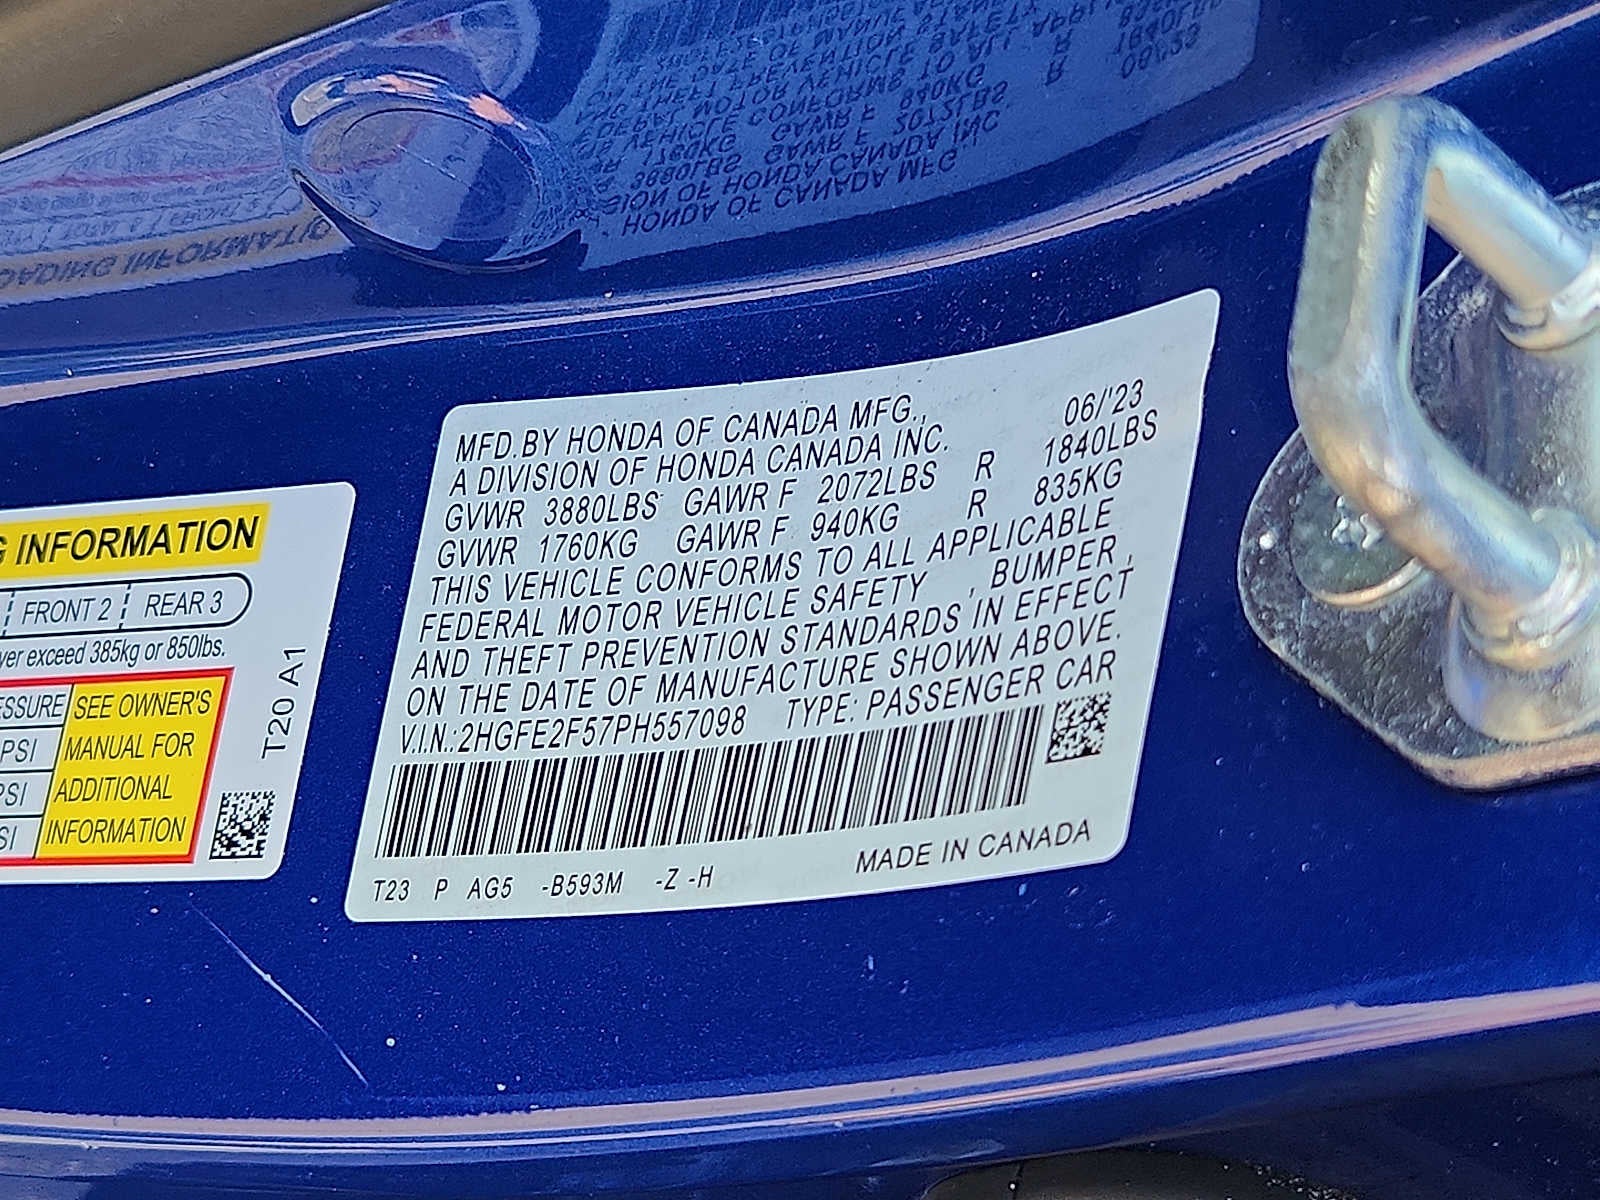 MFD. BY HONDA OF CANADA MFG., 06/'23
A DIVISION OF HONDA CANADA INC.
GVWR 3880LBS GAWR F 2072LBS R 1840LBS
GVWR 1760KG GAWR F 940KG R 835KG
THIS VEHICLE CONFORMS TO ALL APPLICABLE
FEDERAL MOTOR VEHICLE SAFETY , BUMPER ,
AND THEFT PREVENTION STANDARDS IN EFFECT
ON THE DATE OF MANUFACTURE SHOWN ABOVE.
V.I.N.:2HGFE2F57PH557098 TYPE: PASSENGER CAR
T23 P AG5 -B593M -Z -H MADE IN CANADA
INFORMATION
FRONT 2 REAR 3
exceed 385kg or 850lbs.
SEE OWNER'S
PSI MANUAL FOR
PSI ADDITIONAL
INFORMATION
T20 A1